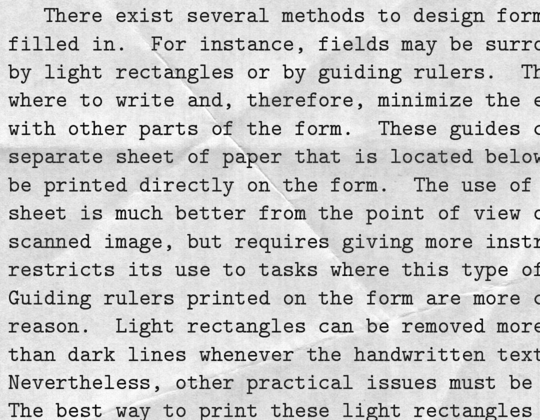 There exist several methods to design form
filled in. For instance, fields may be surro
by light rectangles or by guiding rulers. Th
where to write and, therefore, minimize the e
with other parts of the form. These guides c
separate sheet of paper that is located below
be printed directly on the form. The use of
sheet is much better from the point of view o
scanned image, but requires giving more instr
restricts its use to tasks where this type of
Guiding rulers printed on the form are more c
reason. Light rectangles can be removed more
than dark lines whenever the handwritten text
Nevertheless, other practical issues must be
The best way to print these light rectangles